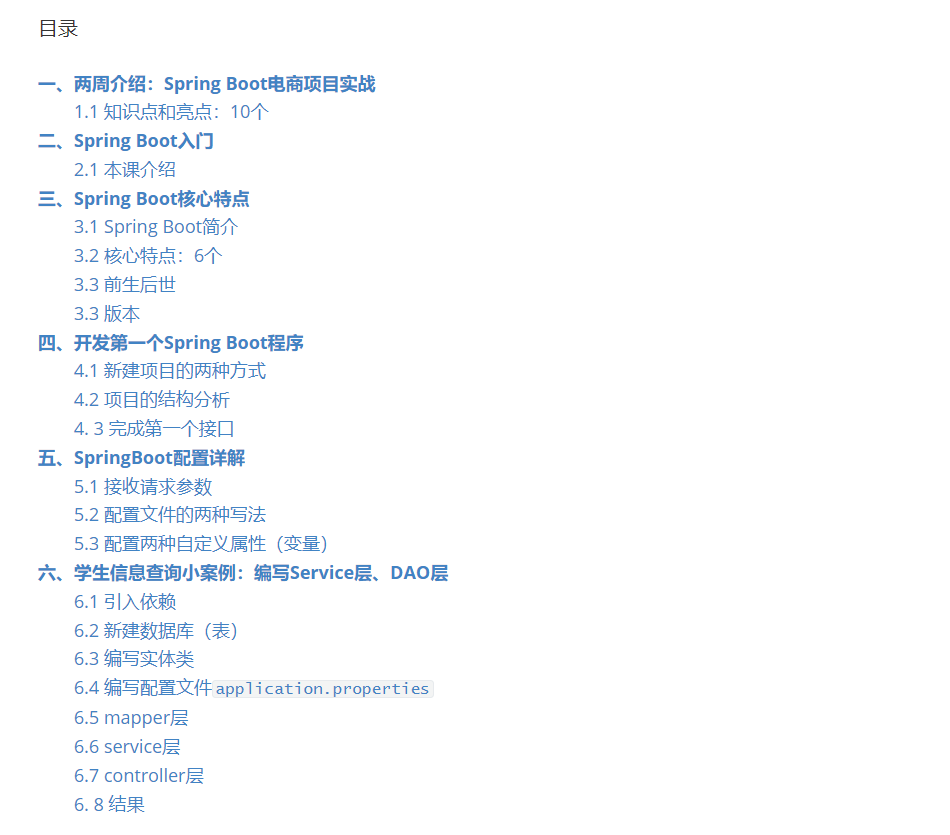 目录
一、两周介绍：Spring Boot电商项目实战
1.1 知识点和亮点：10个
二、Spring Boot入门
2.1 本课介绍
三、Spring Boot核心特点
3.1 Spring Boot简介
3.2 核心特点：6个
3.3 前生后世
3.3 版本
四、开发第一个Spring Boot程序
4.1 新建项目的两种方式
4.2 项目的结构分析
4. 3 完成第一个接口
五、SpringBoot配置详解
5.1 接收请求参数
5.2 配置文件的两种写法
5.3 配置两种自定义属性（变量）
六、学生信息查询小案例：编写Service层、DAO层
6.1 引入依赖
6.2 新建数据库（表）
6.3 编写实体类
6.4 编写配置文件application.properties
6.5 mapper层
6.6 service层
6.7 controller层
6. 8 结果